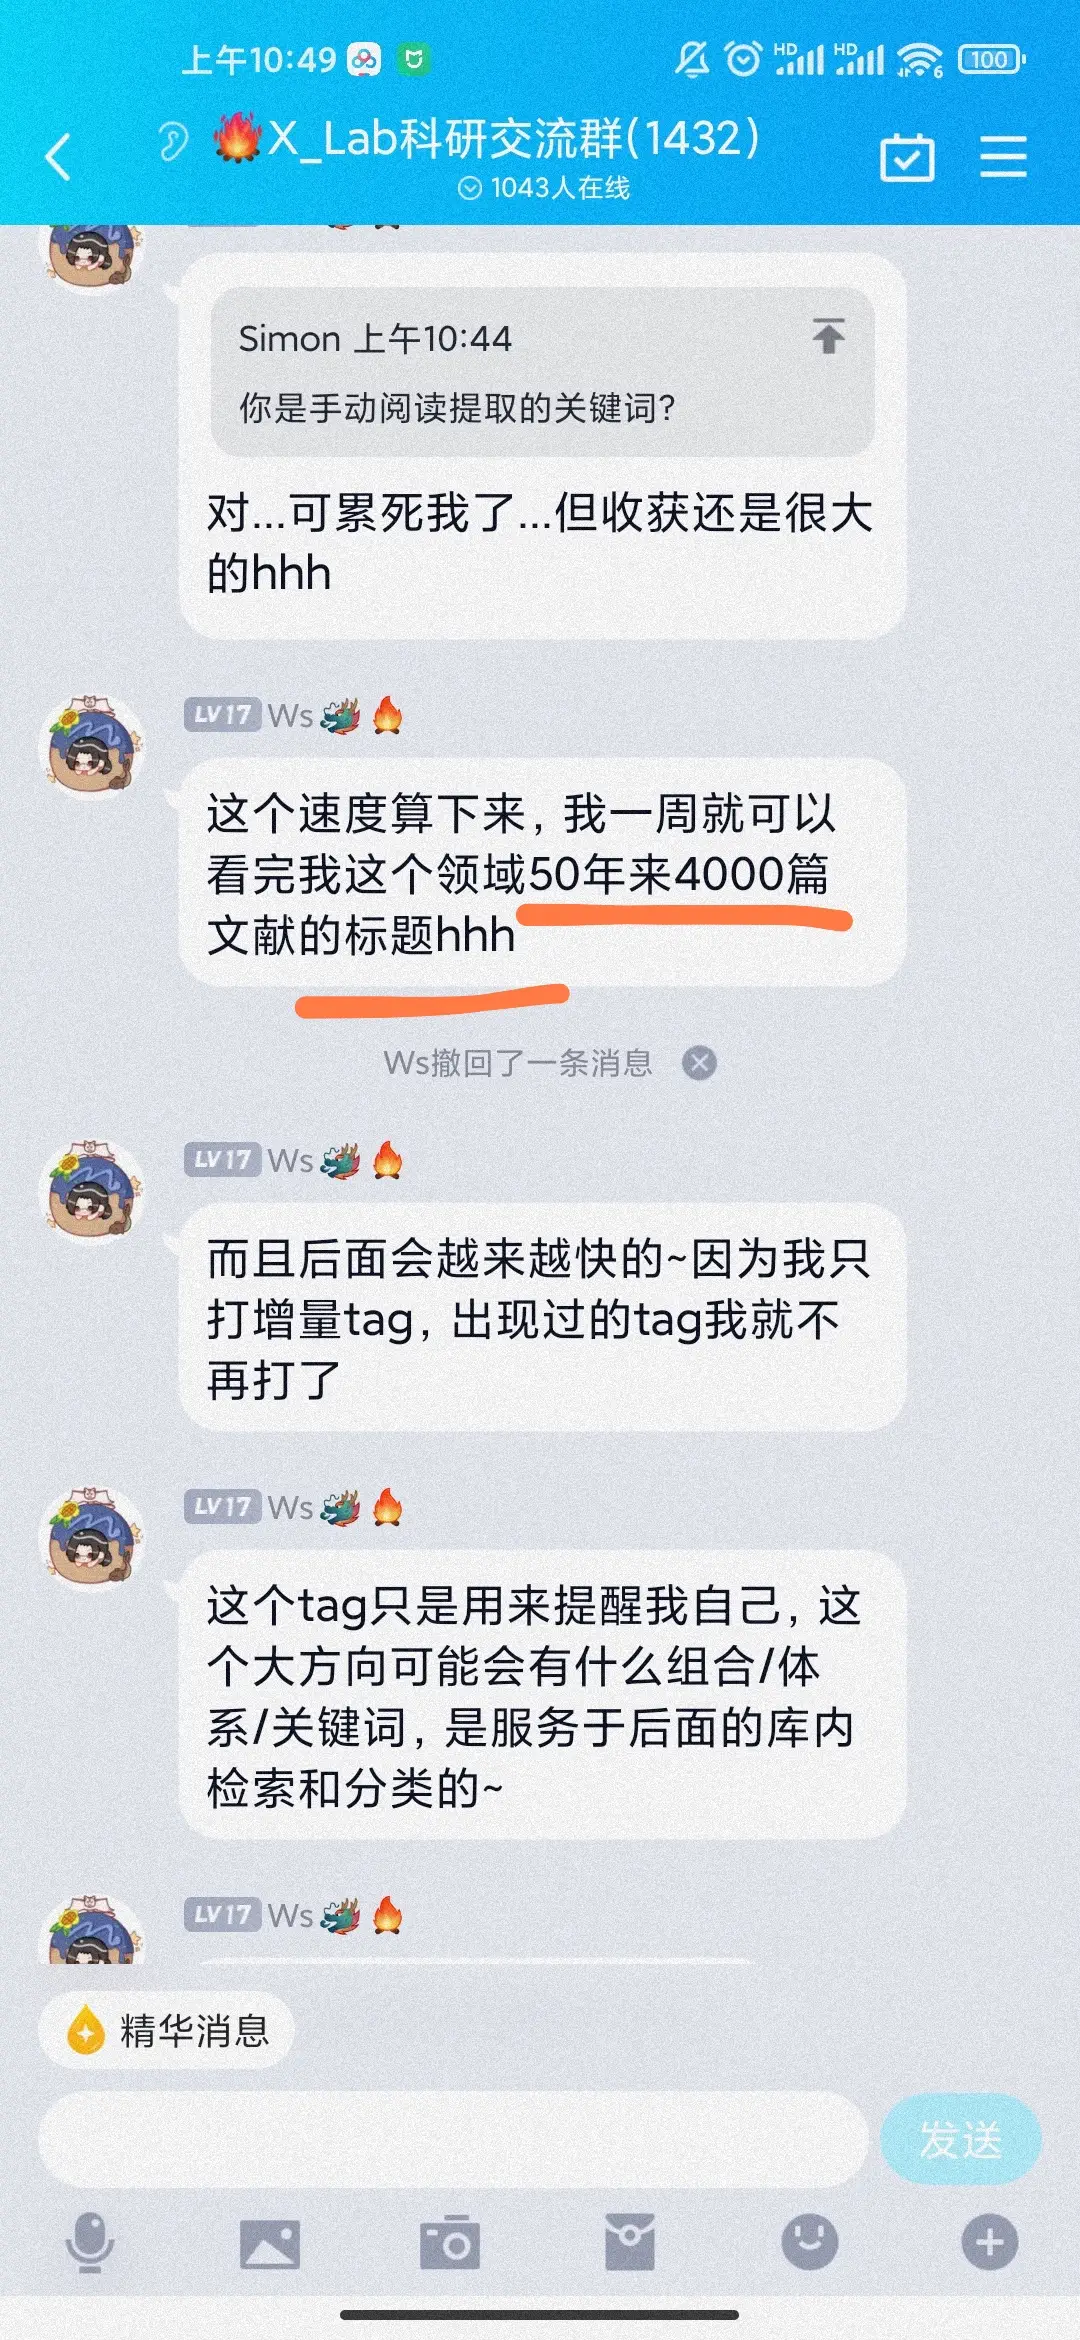 上午10:49
HD HD 6 100
🔥X_Lab科研交流群(1432)
1043人在线
Simon 上午10:44
你是手动阅读提取的关键词?
对...可累死我了...但收获还是很大
的hhh
LV17 Ws🐲🔥
这个速度算下来，我一周就可以
看完我这个领域50年来4000篇
文献的标题hhh
Ws撤回了一条消息
LV17 Ws🐲🔥
而且后面会越来越快的~因为我只
打增量tag，出现过的tag我就不
再打了
LV17 Ws🐲🔥
这个tag只是用来提醒我自己，这
个大方向可能会有什么组合/体
系/关键词，是服务于后面的库内
检索和分类的~
LV17 Ws🐲🔥
精华消息
发送